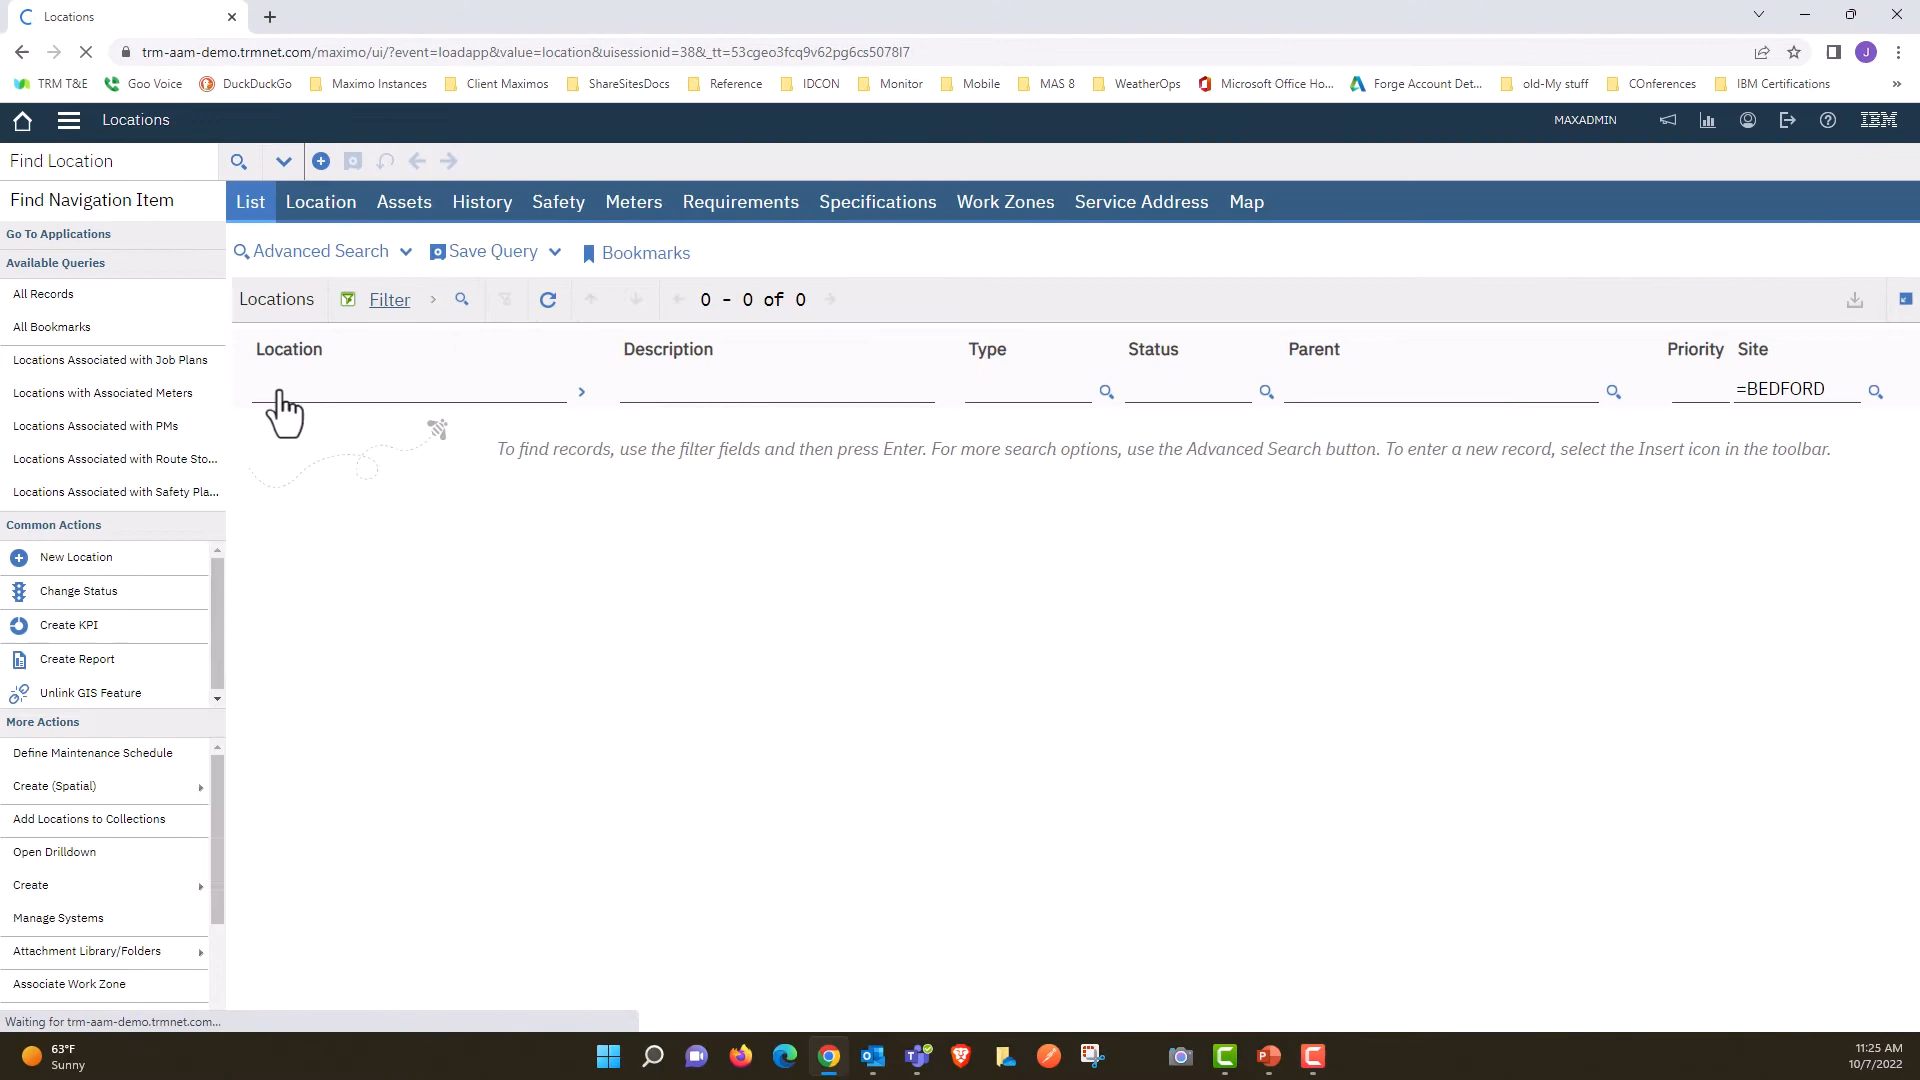 Locations
trm-aam-demo.trmnet.com/maximo/ui/?event=loadapp&value=location&uisessionid=38&_tt=53cgeo3fcq9v62pg6cs5078l7
J
TRM T&E Goo Voice DuckDuckGo Maximo Instances Client Maximos ShareSitesDocs Reference IDCON Monitor Mobile MAS 8 WeatherOps Microsoft Office Ho... Forge Account Det... old-My stuff COnferences IBM Certifications »
Locations MAXADMIN IBM
Find Location
Find Navigation Item
List Location Assets History Safety Meters Requirements Specifications Work Zones Service Address Map
Go To Applications
Advanced Search Save Query Bookmarks
Available Queries
All Records
Locations Filter 0 - 0 of 0
All Bookmarks
Location Description Type Status Parent Priority Site
Locations Associated with Job Plans
=BEDFORD
Locations with Associated Meters
Locations Associated with PMs
To find records, use the filter fields and then press Enter. For more search options, use the Advanced Search button. To enter a new record, select the Insert icon in the toolbar.
Locations Associated with Route Sto...
Locations Associated with Safety Pla...
Common Actions
New Location
Change Status
Create KPI
Create Report
Unlink GIS Feature
More Actions
Define Maintenance Schedule
Create (Spatial)
Add Locations to Collections
Open Drilldown
Create
Manage Systems
Attachment Library/Folders
Associate Work Zone
Waiting for trm-aam-demo.trmnet.com...
63°F
Sunny
11:25 AM
10/7/2022